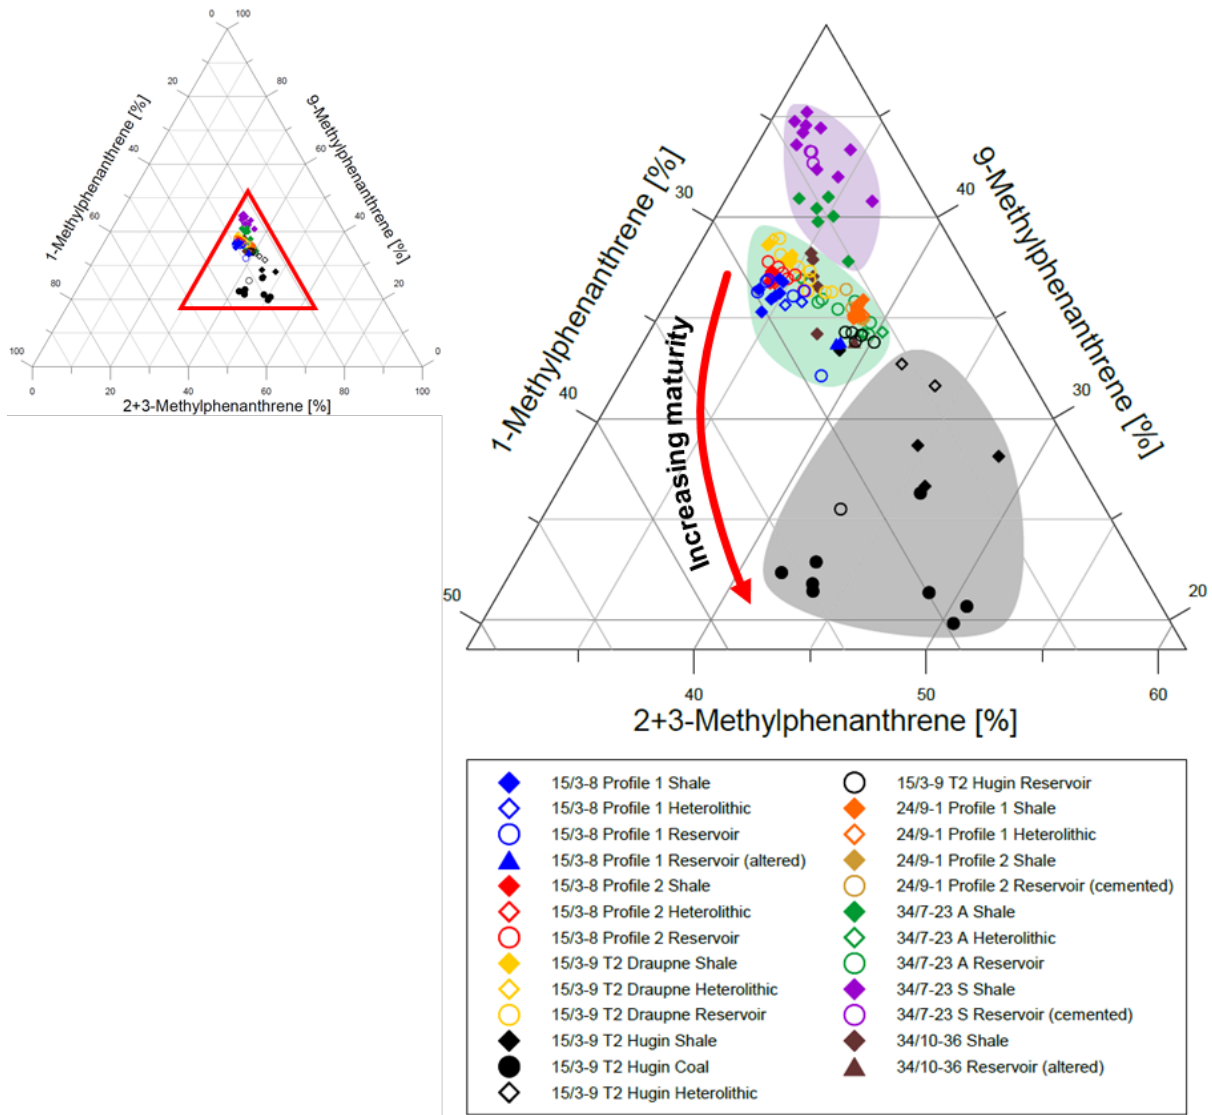 0 100
20 80
1-Methylphenanthrene [%]
9-Methylphenanthrene [%]
40 60
60 40
80 20
100 0
0 20 40 60 80 100
2+3-Methylphenanthrene [%]
1-Methylphenanthrene [%]
9-Methylphenanthrene [%]
30 40
40 30
50 20
Increasing maturity
40 50 60
2+3-Methylphenanthrene [%]
15/3-8 Profile 1 Shale
15/3-8 Profile 1 Heterolithic
15/3-8 Profile 1 Reservoir
15/3-8 Profile 1 Reservoir (altered)
15/3-8 Profile 2 Shale
15/3-8 Profile 2 Heterolithic
15/3-8 Profile 2 Reservoir
15/3-9 T2 Draupne Shale
15/3-9 T2 Draupne Heterolithic
15/3-9 T2 Draupne Reservoir
15/3-9 T2 Hugin Shale
15/3-9 T2 Hugin Coal
15/3-9 T2 Hugin Heterolithic
15/3-9 T2 Hugin Reservoir
24/9-1 Profile 1 Shale
24/9-1 Profile 1 Heterolithic
24/9-1 Profile 2 Shale
24/9-1 Profile 2 Reservoir (cemented)
34/7-23 A Shale
34/7-23 A Heterolithic
34/7-23 A Reservoir
34/7-23 S Shale
34/7-23 S Reservoir (cemented)
34/10-36 Shale
34/10-36 Reservoir (altered)